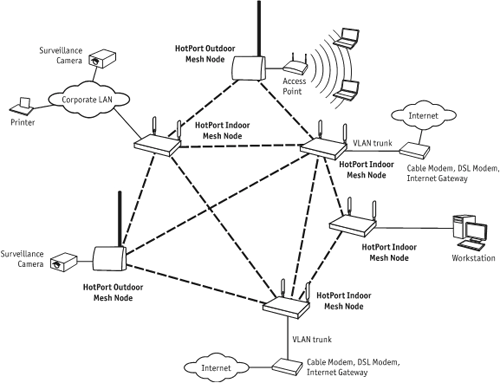 Surveillance
Camera
HotPort Outdoor
Mesh Node
Access
Point
Corporate LAN
Printer
HotPort Indoor
Mesh Node
Internet
VLAN trunk
HotPort Indoor
Mesh Node
Cable Modem, DSL Modem,
Internet Gateway
Surveillance
Camera
HotPort Outdoor
Mesh Node
HotPort Indoor
Mesh Node
Workstation
HotPort Indoor
Mesh Node
VLAN trunk
Internet
Cable Modem, DSL Modem,
Internet Gateway